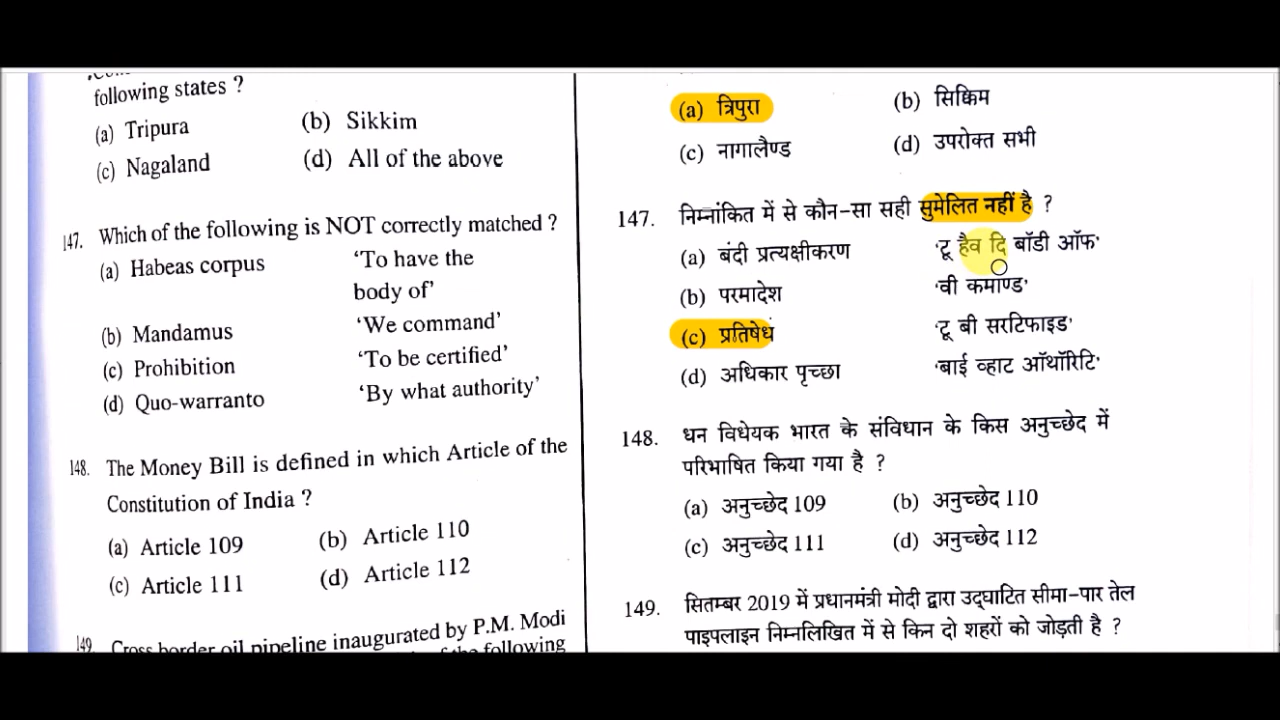 following states ?
(a) Tripura (b) Sikkim
(c) Nagaland (d) All of the above
147. Which of the following is NOT correctly matched ?
(a) Habeas corpus 'To have the
body of'
(b) Mandamus 'We command'
(c) Prohibition 'To be certified'
(d) Quo-warranto 'By what authority'
148. The Money Bill is defined in which Article of the
Constitution of India ?
(a) Article 109 (b) Article 110
(c) Article 111 (d) Article 112
149 Cross border oil pipeline inaugurated by P.M. Modi
following
(a) त्रिपुरा (b) सिक्किम
(c) नागालैण्ड (d) उपरोक्त सभी
147. निम्नांकित में से कौन-सा सही सुमेलित नहीं है ?
(a) बंदी प्रत्यक्षीकरण 'टू हैव दि बॉडी ऑफ'
(b) परमादेश 'वी कमाण्ड'
(c) प्रतिषेध 'टू बी सरटिफाइड'
(d) अधिकार पृच्छा 'बाई व्हाट ऑथॉरिटि'
148. धन विधेयक भारत के संविधान के किस अनुच्छेद में
परिभाषित किया गया है ?
(a) अनुच्छेद 109 (b) अनुच्छेद 110
(c) अनुच्छेद 111 (d) अनुच्छेद 112
149. सितम्बर 2019 में प्रधानमंत्री मोदी द्वारा उद्घाटित सीमा-पार तेल
पाइपलाइन निम्नलिखित में से किन दो शहरों को जोड़ती है ?